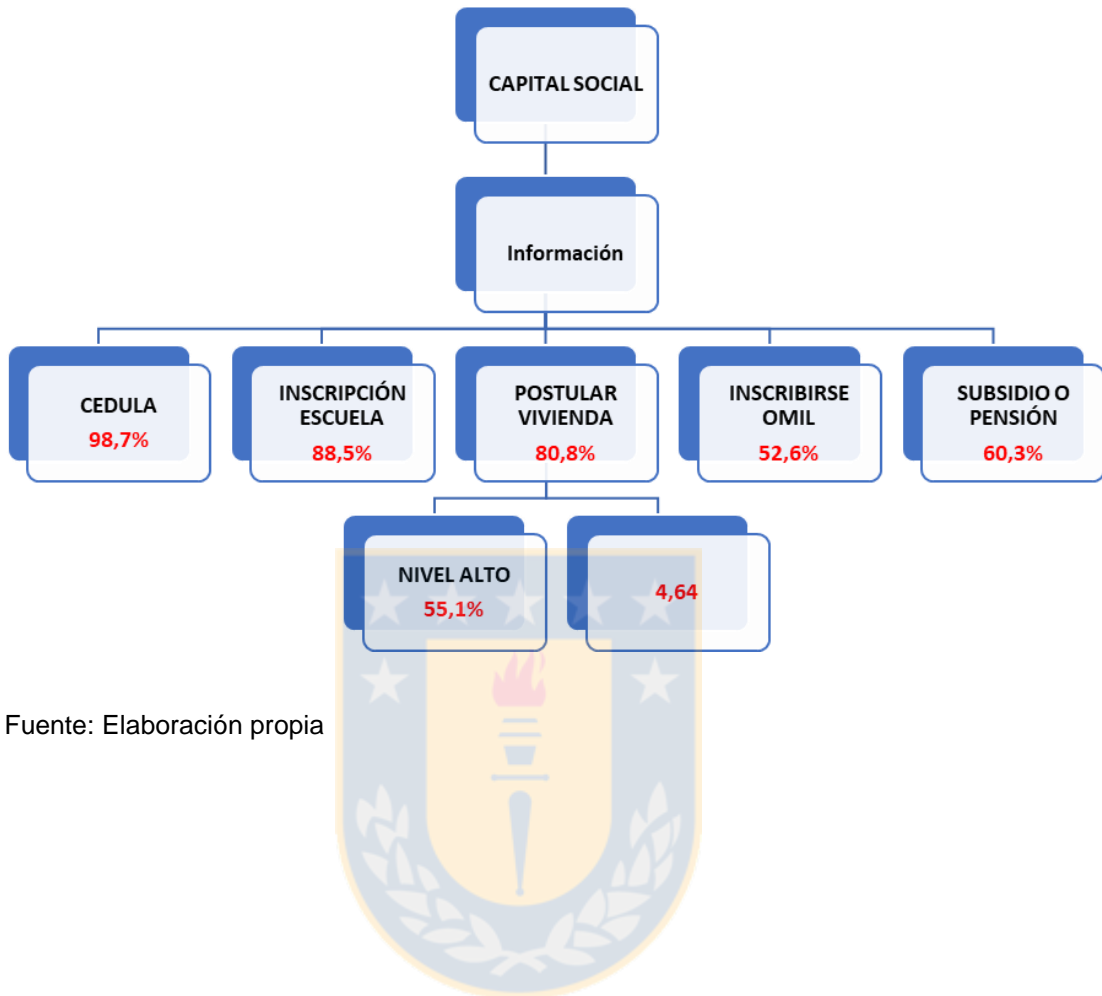 CAPITAL SOCIAL
Información
CEDULA
98,7%
INSCRIPCIÓN
ESCUELA
88,5%
POSTULAR
VIVIENDA
80,8%
INSCRIBIRSE
OMIL
52,6%
SUBSIDIO O
PENSIÓN
60,3%
NIVEL ALTO
55,1%
4,64
Fuente: Elaboración propia